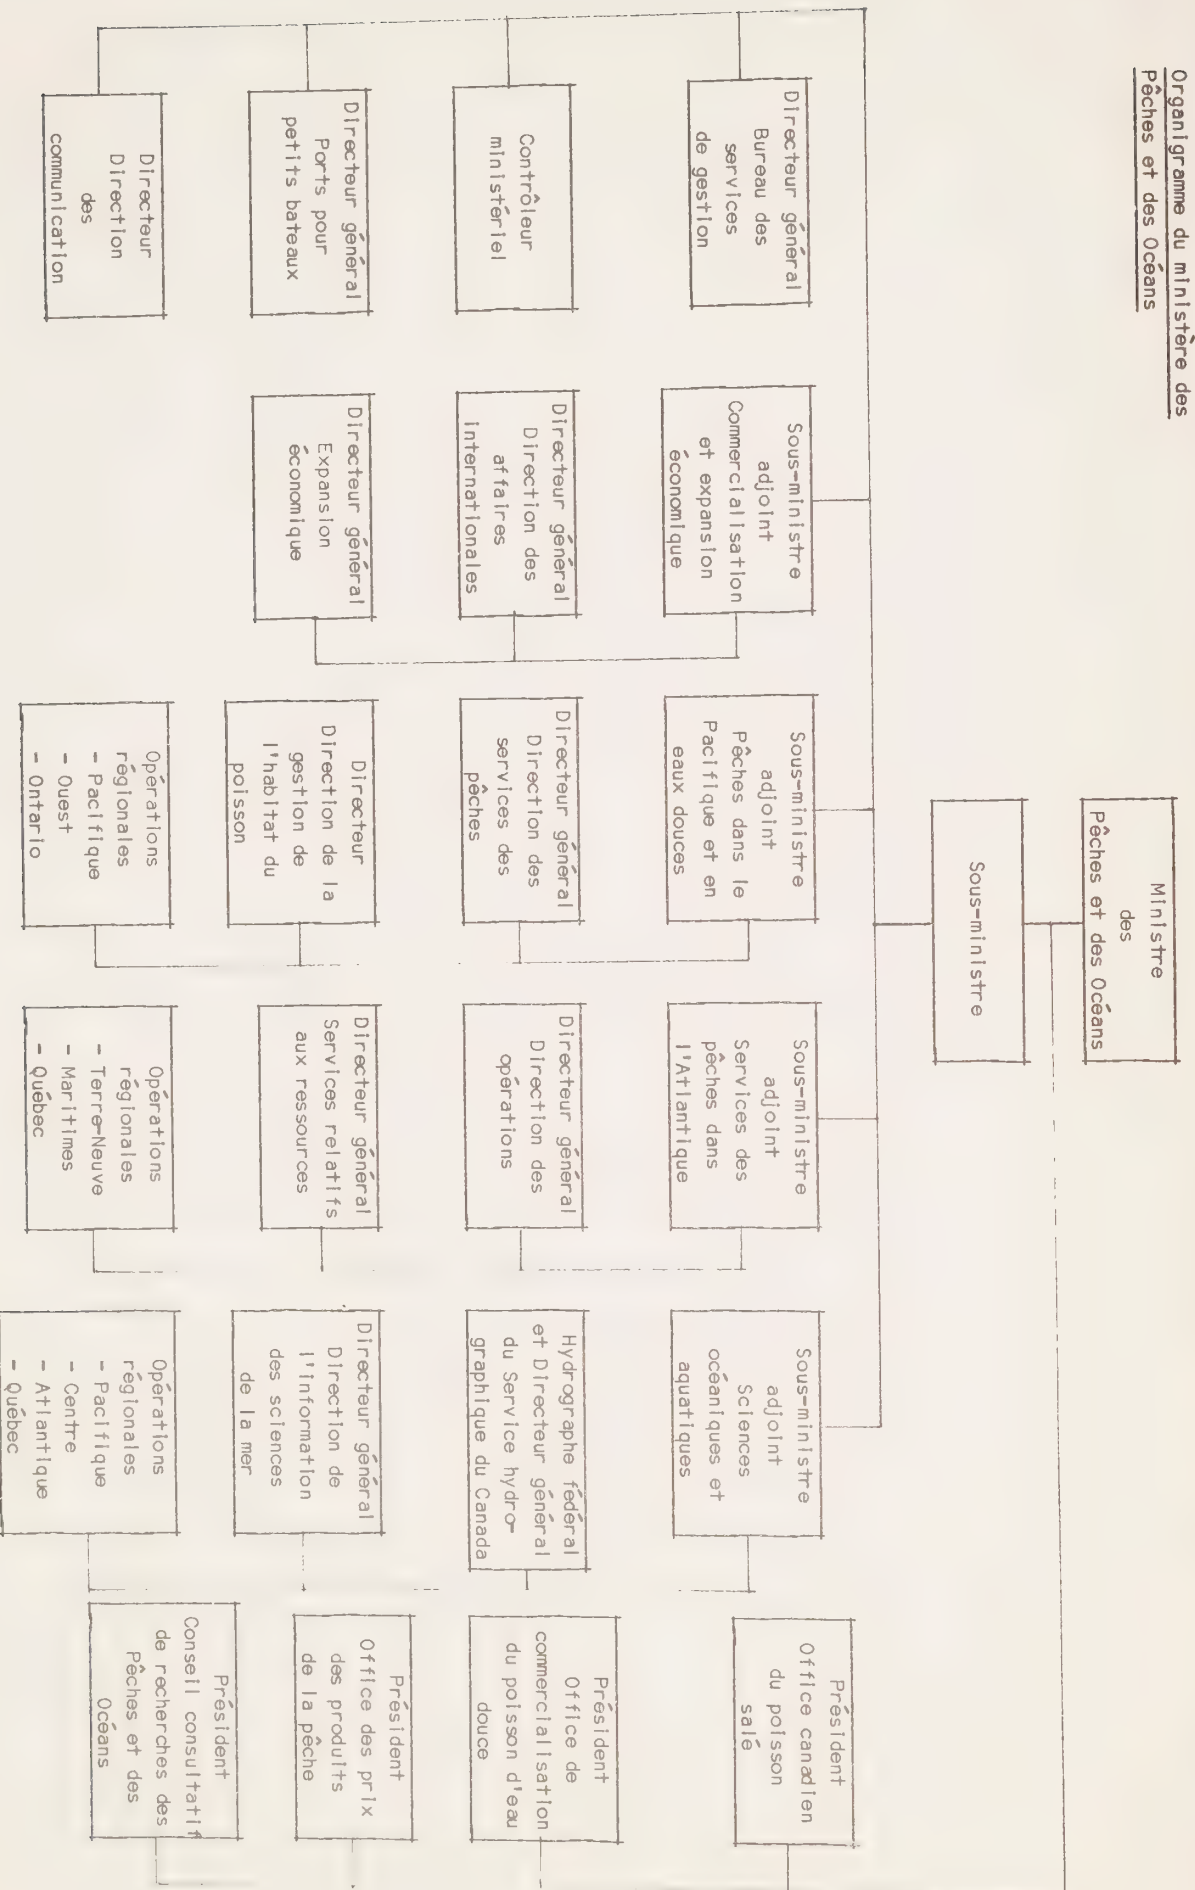 Organigramme du ministère des
Pêches et des Océans
Ministre
des
Pêches et des Océans
Sous-ministre
Directeur général
Bureau des
services
de gestion
Contrôleur
ministériel
Directeur général
Ports pour
petits bateaux
Directeur
Direction
des
communication
Sous-ministre
adjoint
Commercialisation
et expansion
économique
Directeur général
Direction des
affaires
internationales
Directeur général
Expansion
économique
Sous-ministre
adjoint
Pêches dans le
Pacifique et en
eaux douces
Directeur général
Direction des
services des
pêches
Directeur
Direction de la
gestion de
l'habitat du
poisson
Opérations
régionales
- Pacifique
- Ouest
- Ontario
Sous-ministre
adjoint
Services des
pêches dans
l'Atlantique
Directeur général
Direction des
opérations
Directeur général
Services relatifs
aux ressources
Opérations
régionales
- Terre-Neuve
- Maritimes
- Québec
Sous-ministre
adjoint
Sciences
océaniques et
aquatiques
Hydrographe fédéral
et Directeur général
du Service hydro-
graphique du Canada
Directeur général
Direction de
l'information
des sciences
de la mer
Opérations
régionales
- Pacifique
- Centre
- Atlantique
- Québec
Président
Office canadien
du poisson
salé
Président
Office de
commercialisation
du poisson d'eau
douce
Président
Office des prix
des produits
de la pêche
Président
Conseil consultatif
de recherches des
Pêches et des
Océans